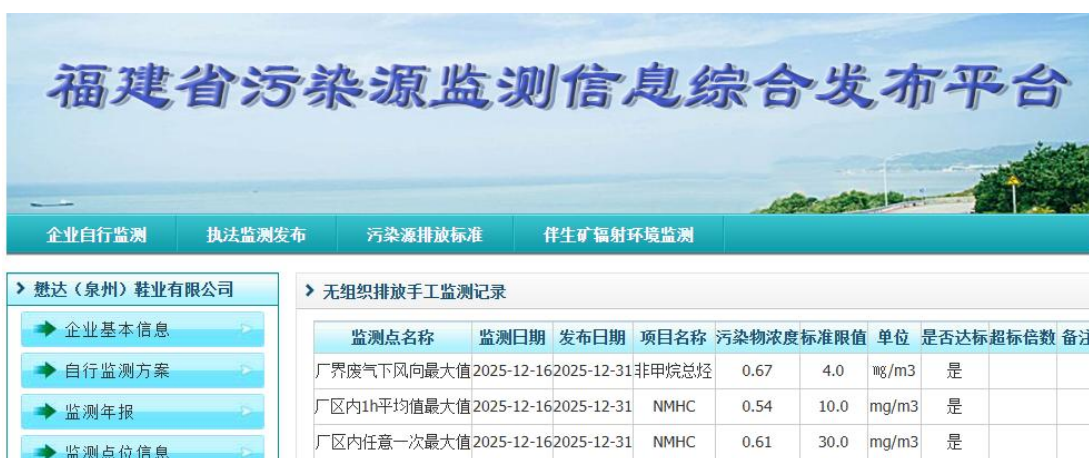 福建省污染源监测信息综合发布平台
企业自行监测 执法监测发布 污染源排放标准 伴生矿辐射环境监测
懋达（泉州）鞋业有限公司
企业基本信息
自行监测方案
监测年报
监测点位信息
无组织排放手工监测记录
监测点名称 监测日期 发布日期 项目名称 污染物浓度 标准限值 单位 是否达标 超标倍数 备注
厂界废气下风向最大值 2025-12-16 2025-12-31 非甲烷总烃 0.67 4.0 mg/m3 是
厂区内1h平均值最大值 2025-12-16 2025-12-31 NMHC 0.54 10.0 mg/m3 是
厂区内任意一次最大值 2025-12-16 2025-12-31 NMHC 0.61 30.0 mg/m3 是